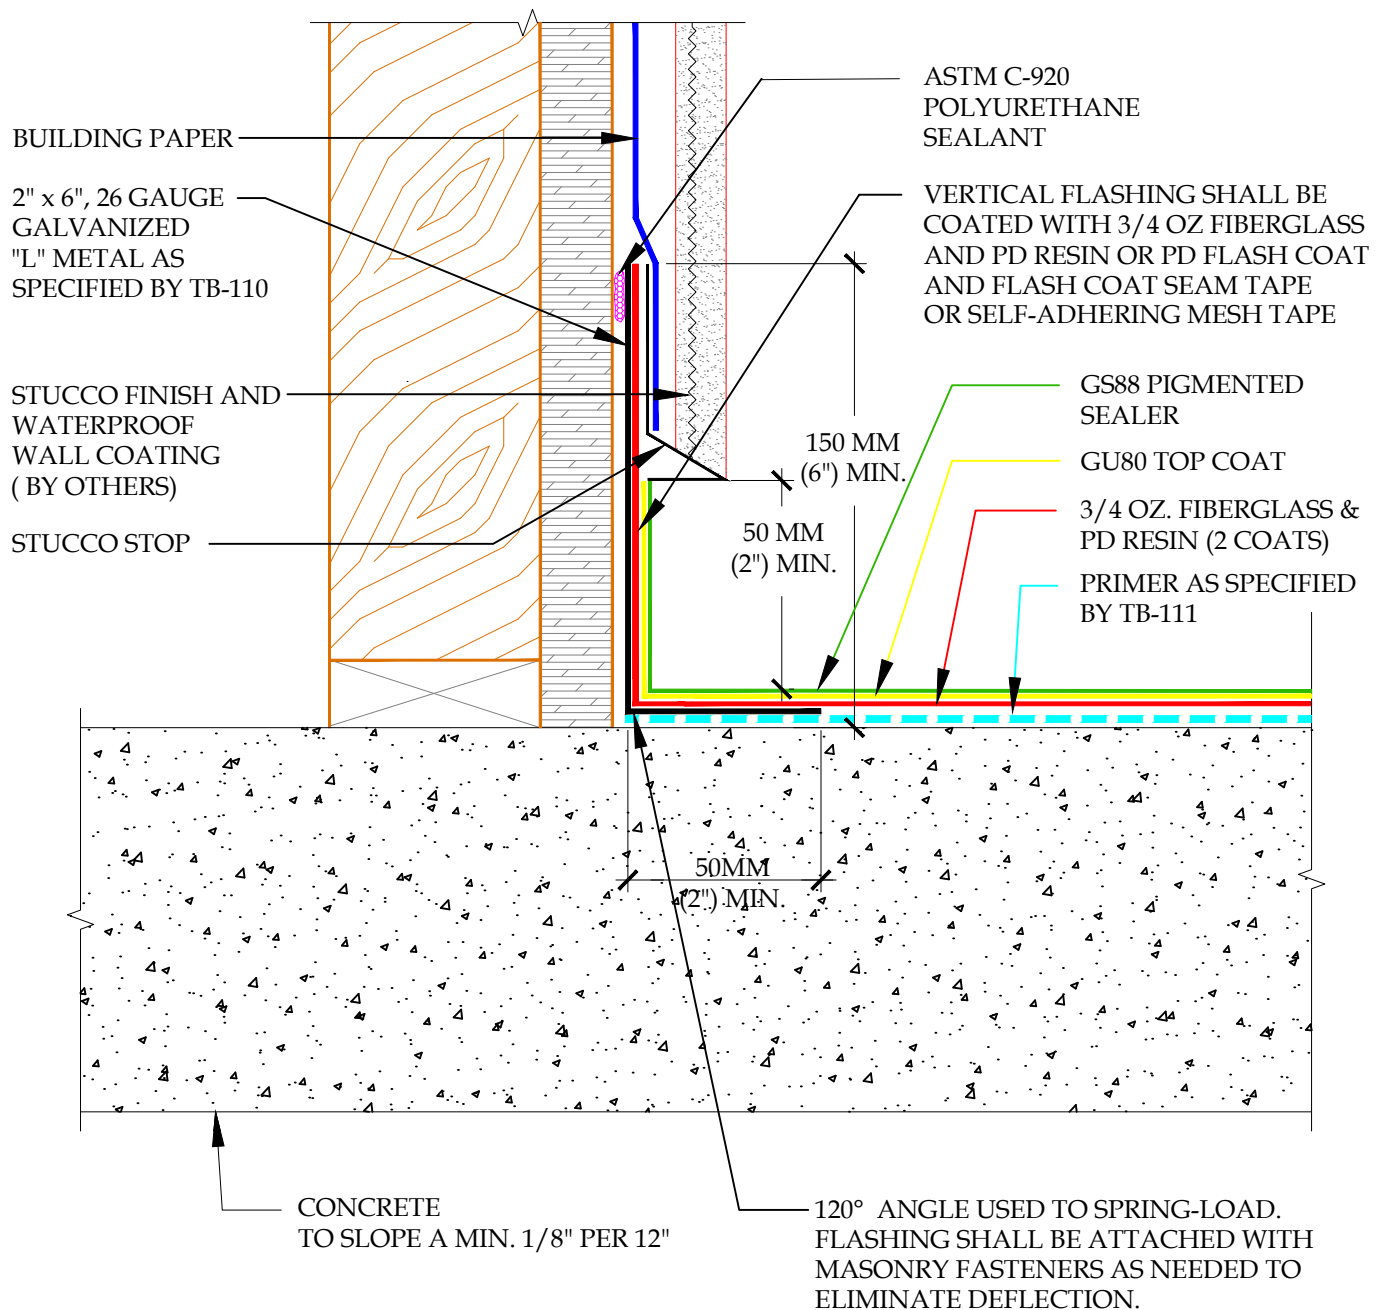 ASTM C-920
POLYURETHANE
SEALANT
BUILDING PAPER
2" x 6", 26 GAUGE
GALVANIZED
"L" METAL AS
SPECIFIED BY TB-110
VERTICAL FLASHING SHALL BE
COATED WITH 3/4 OZ FIBERGLASS
AND PD RESIN OR PD FLASH COAT
AND FLASH COAT SEAM TAPE
OR SELF-ADHERING MESH TAPE
STUCCO FINISH AND
WATERPROOF
WALL COATING
( BY OTHERS)
GS88 PIGMENTED
SEALER
150 MM
(6") MIN.
GU80 TOP COAT
3/4 OZ. FIBERGLASS &
PD RESIN (2 COATS)
STUCCO STOP
50 MM
(2") MIN.
PRIMER AS SPECIFIED
BY TB-111
50MM
(2") MIN.
CONCRETE
TO SLOPE A MIN. 1/8" PER 12"
120° ANGLE USED TO SPRING-LOAD.
FLASHING SHALL BE ATTACHED WITH
MASONRY FASTENERS AS NEEDED TO
ELIMINATE DEFLECTION.